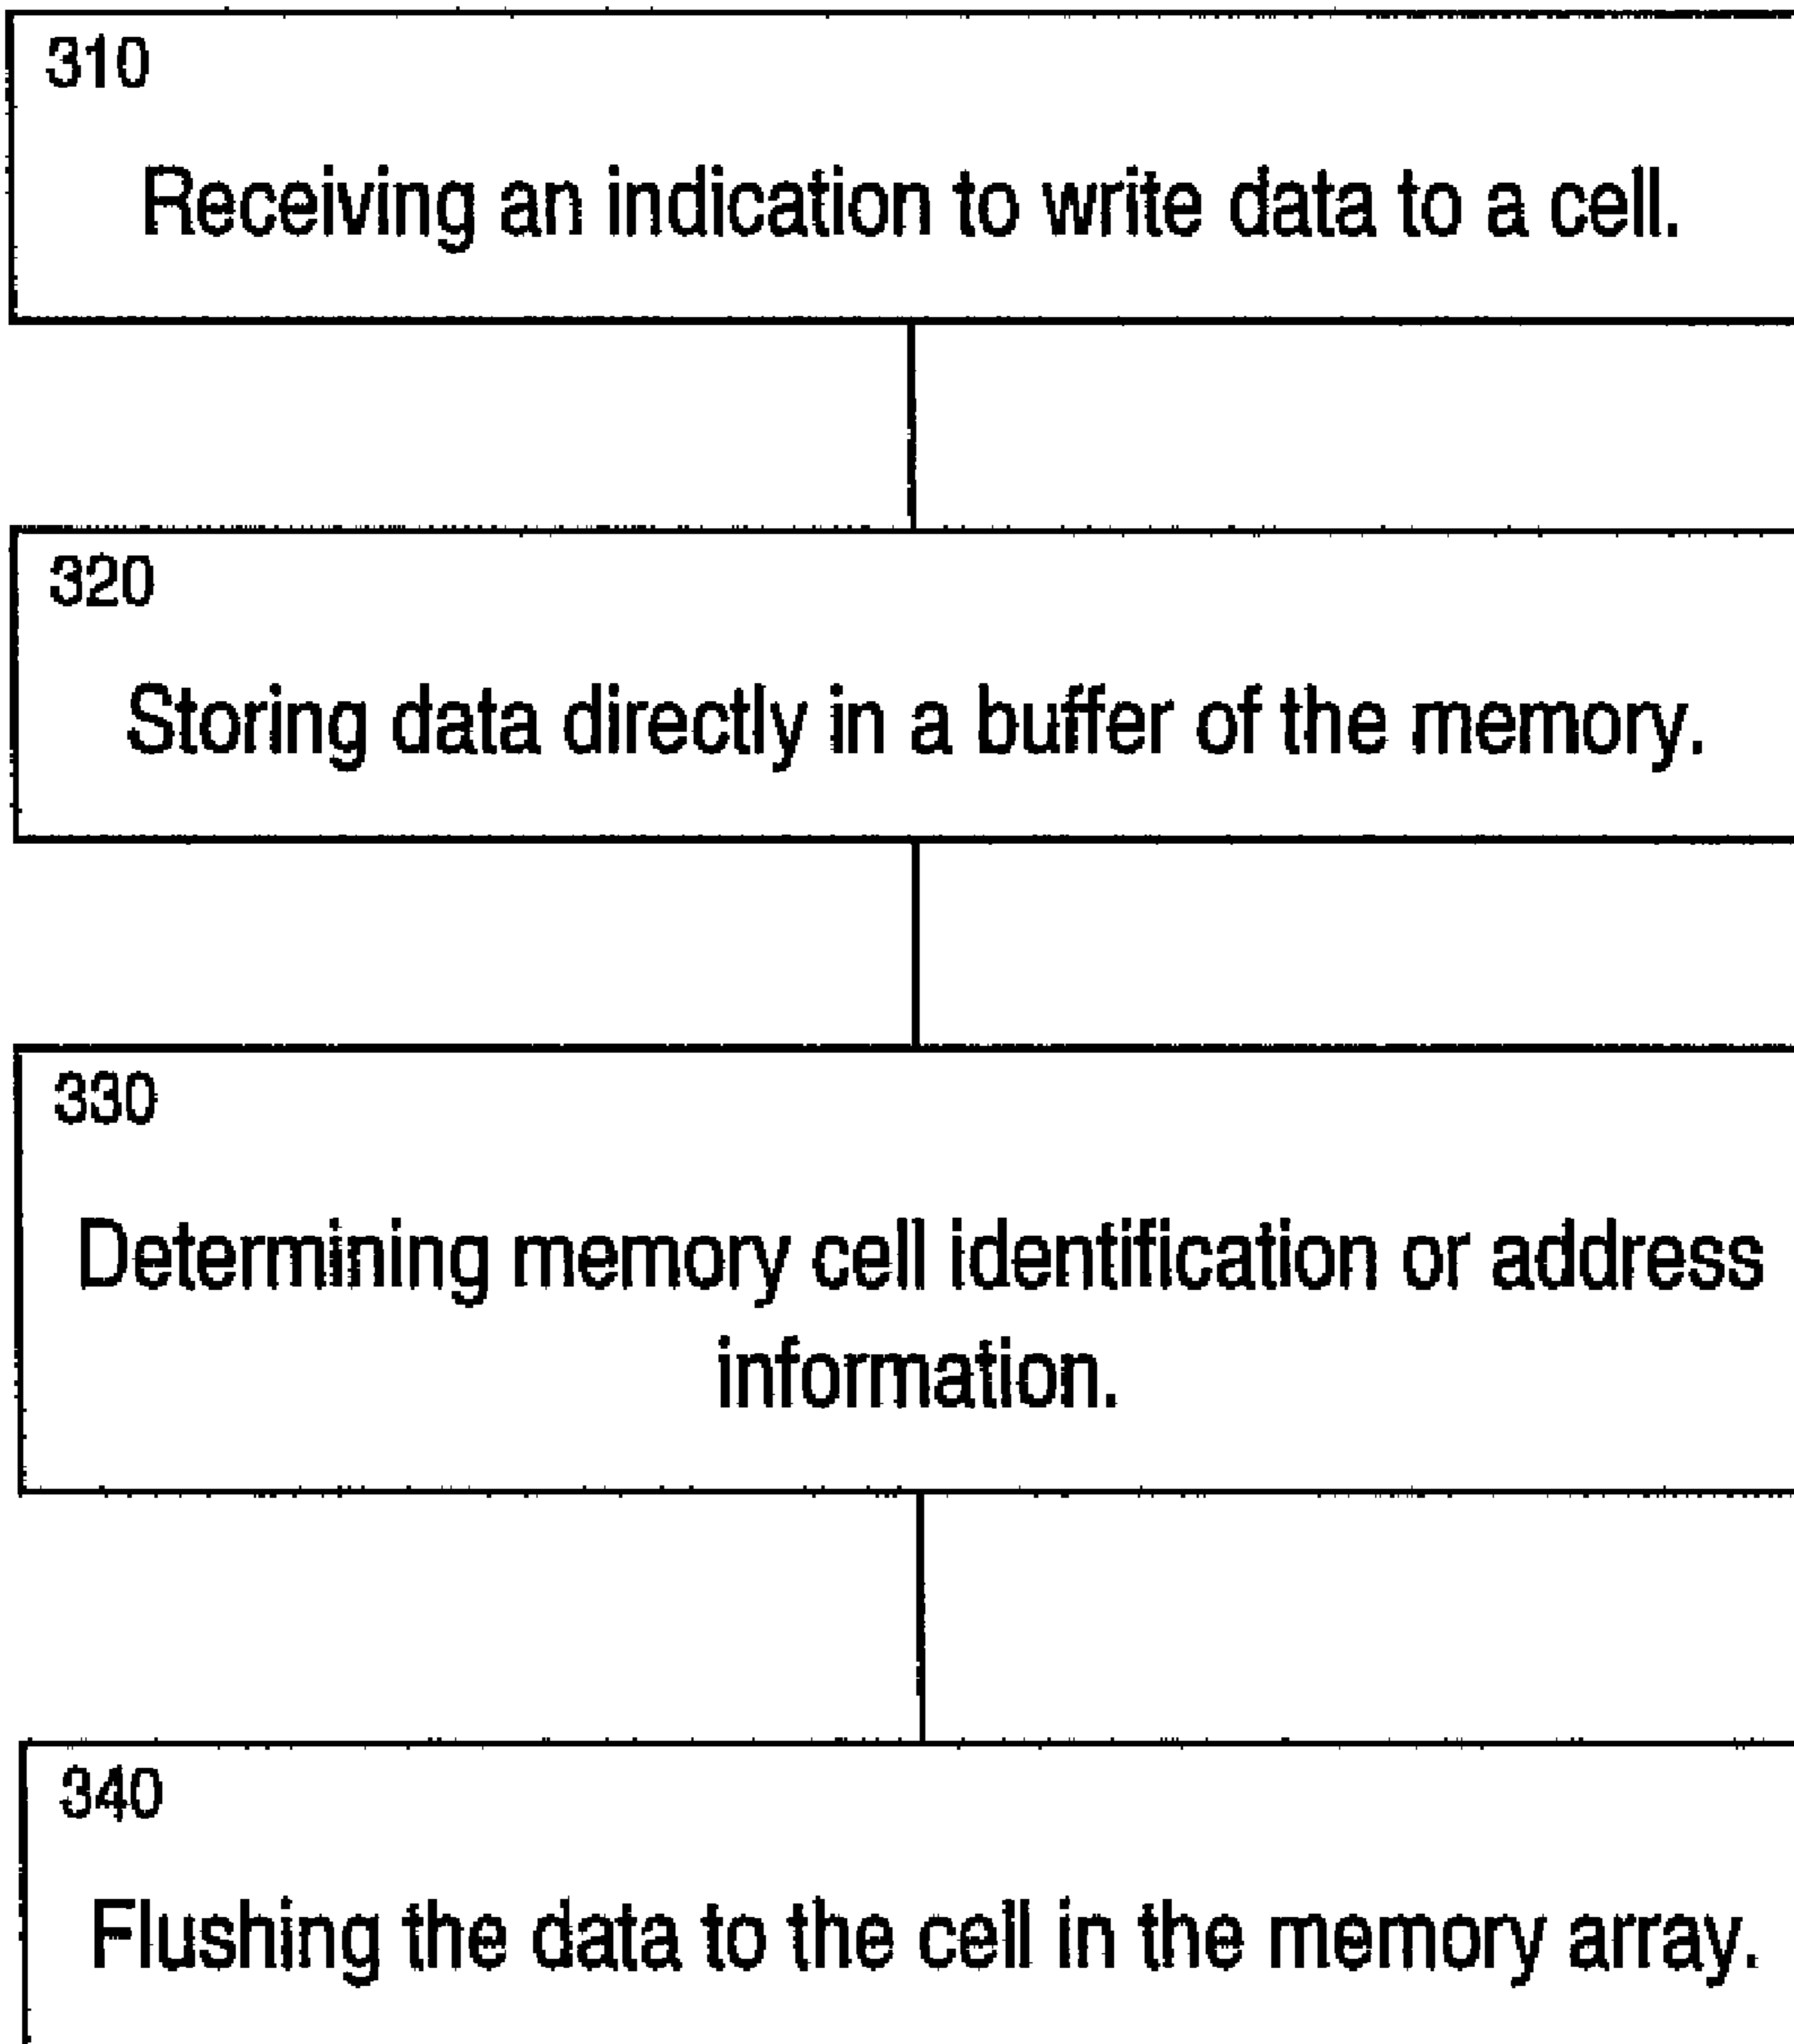 310
Receiving an indication to write data to a cell.
320
Storing data directly in a buffer of the memory.
330
Determining memory cell identification or address
information.
340
Flushing the data to the cell in the memory array.